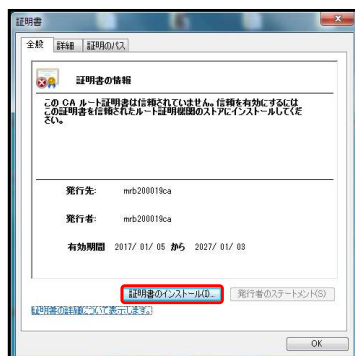 証明書
全般 詳細 証明のパス
証明書の情報
この CA ルート証明書は信頼されていません。信頼を有効にするには
この証明書を信頼されたルート証明機関のストアにインストールしてくだ
さい。
発行先: mrb200019ca
発行者: mrb200019ca
有効期間 2017/ 01/ 05 から 2027/ 01/ 03
証明書のインストール(I)... 発行者のステートメント(S)
証明書の詳細について表示します。
OK